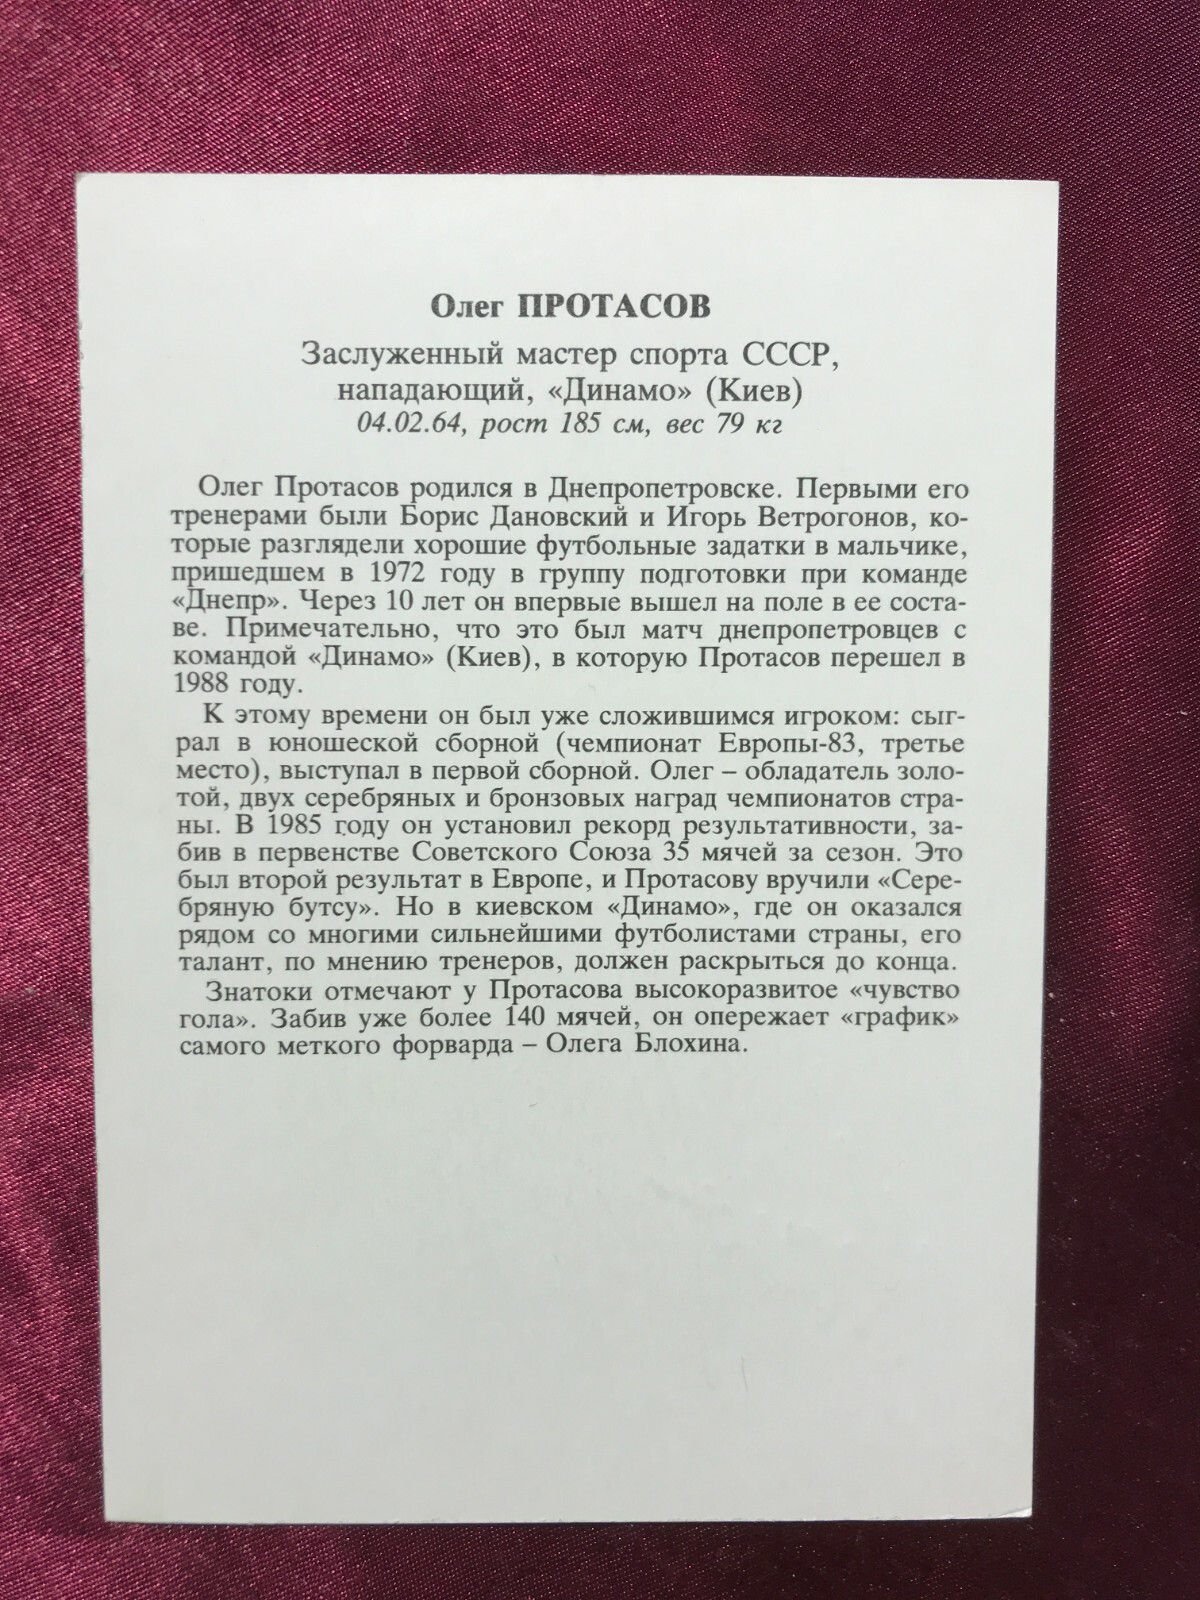 Олег ПРОТАСОВ
Заслуженный мастер спорта СССР,
нападающий, «Динамо» (Киев)
04.02.64, рост 185 см, вес 79 кг
Олег Протасов родился в Днепропетровске. Первыми его
тренерами были Борис Дановский и Игорь Ветрогонов, ко-
торые разглядели хорошие футбольные задатки в мальчике,
пришедшем в 1972 году в группу подготовки при команде
«Днепр». Через 10 лет он впервые вышел на поле в ее соста-
ве. Примечательно, что это был матч днепропетровцев с
командой «Динамо» (Киев), в которую Протасов перешел в
1988 году.
К этому времени он был уже сложившимся игроком: сыг-
рал в юношеской сборной (чемпионат Европы-83, третье
место), выступал в первой сборной. Олег – обладатель золо-
той, двух серебряных и бронзовых наград чемпионатов стра-
ны. В 1985 году он установил рекорд результативности, за-
бив в первенстве Советского Союза 35 мячей за сезон. Это
был второй результат в Европе, и Протасову вручили «Сере-
бряную бутсу». Но в киевском «Динамо», где он оказался
рядом со многими сильнейшими футболистами страны, его
талант, по мнению тренеров, должен раскрыться до конца.
Знатоки отмечают у Протасова высокоразвитое «чувство
гола». Забив уже более 140 мячей, он опережает «график»
самого меткого форварда – Олега Блохина.